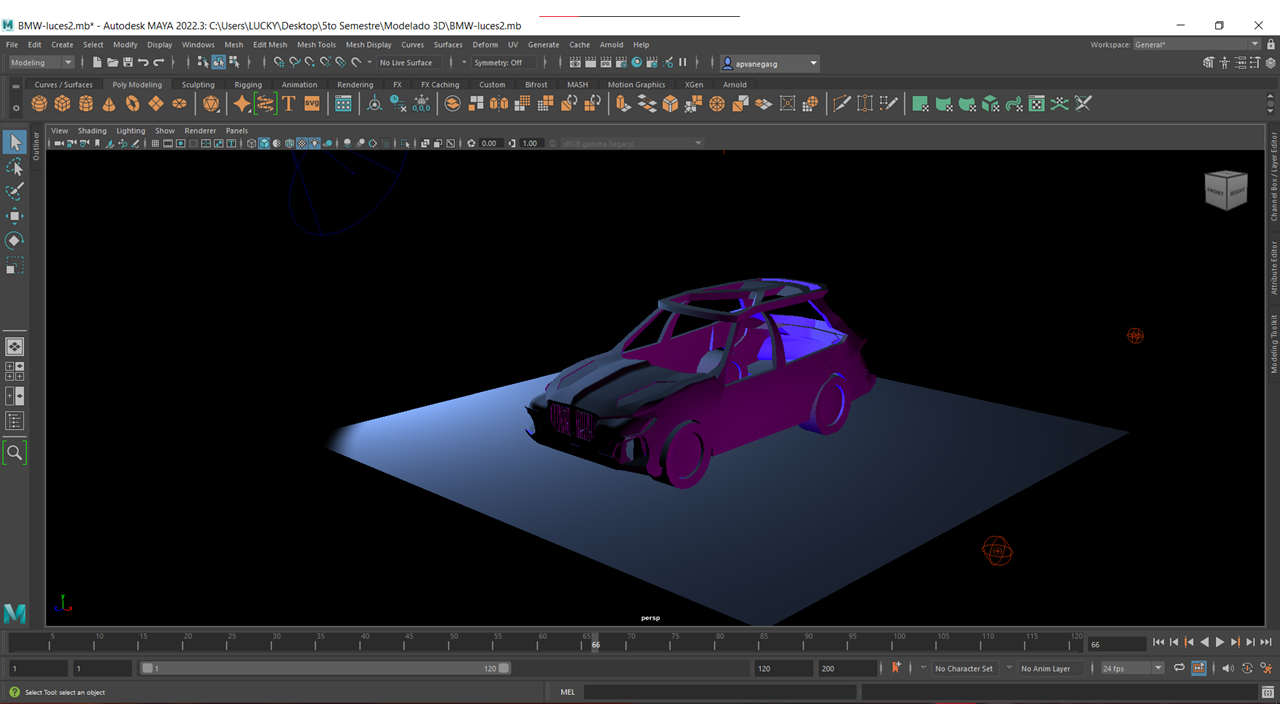 BMW-luces2.mb* - Autodesk MAYA 2022.3: C:\Users\LUCKY\Desktop\5to Semestre\Modelado 3D\BMW-luces2.mb
File Edit Create Select Modify Display Windows Mesh Edit Mesh Mesh Tools Mesh Display Curves Surfaces Deform UV Generate Cache Arnold Help Workspace: General*
Modeling No Live Surface Symmetry: Off apvanegasg
Curves / Surfaces Poly Modeling Sculpting Rigging Animation Rendering FX FX Caching Custom Bifrost MASH Motion Graphics XGen Arnold
T SVG
View Shading Lighting Show Renderer Panels
0.00 1.00 sRGB gamma (legacy)
Outliner
Channel Box / Layer Editor
Attribute Editor
Modeling Toolkit
FRONT RIGHT
y
x
persp
5 10 15 20 25 30 35 40 45 50 55 60 65 70 75 80 85 90 95 100 105 110 115 120
66 66
1 1 1 120 120 200 No Character Set No Anim Layer 24 fps
Select Tool: select an object MEL